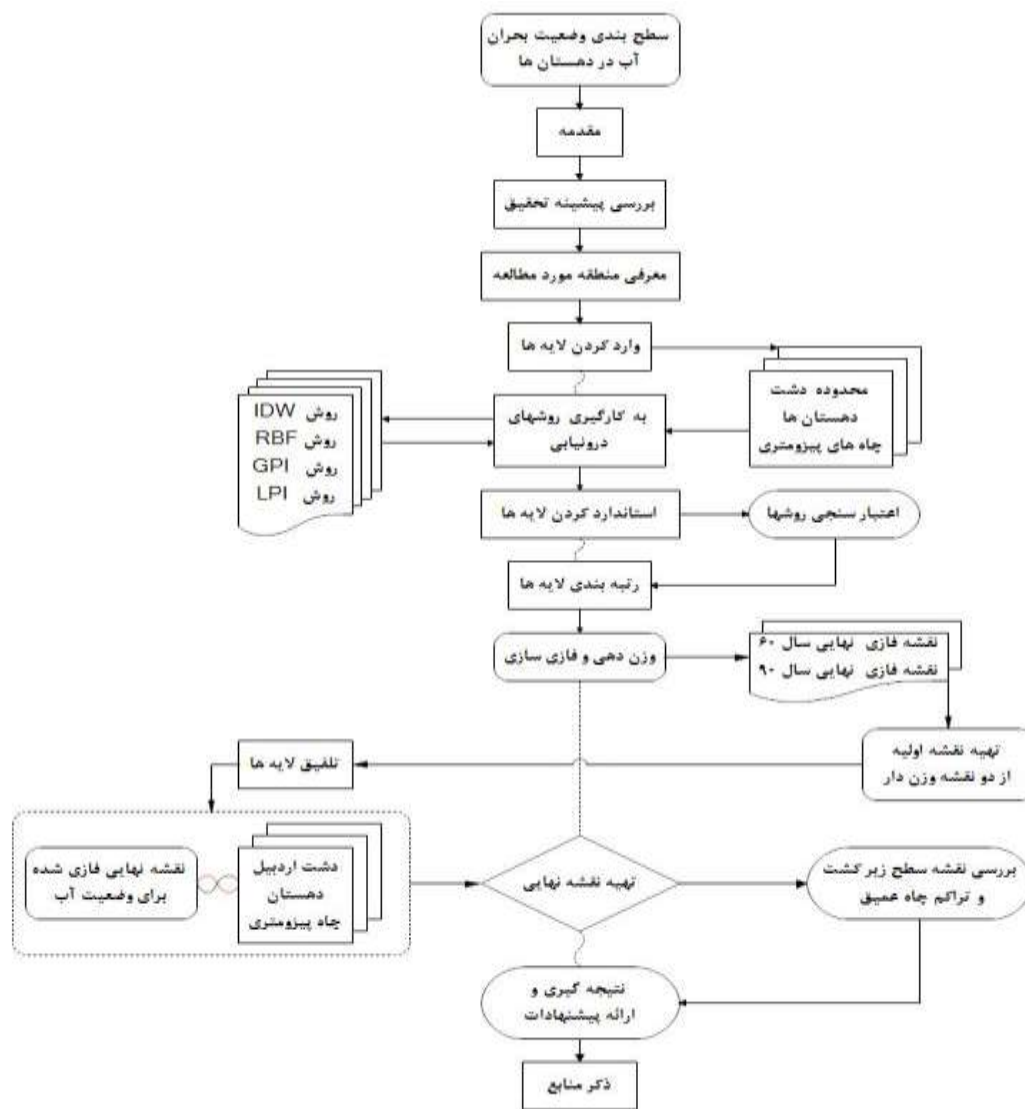 سطح بندی وضعیت بحران
آب در دهستان ها
مقدمه
بررسی پیشینه تحقیق
معرفی منطقه مورد مطالعه
وارد کردن لایه ها
محدوده دشت
دهستان ها
چاه های پیزومتری
به کارگیری روشهای
درونیابی
روش IDW
روش RBF
روش GPI
روش LPI
استاندارد کردن لایه ها
اعتبار سنجی روشها
رتبه بندی لایه ها
وزن دهی و فازی سازی
نقشه فازی نهایی سال ۶۰
نقشه فازی نهایی سال ۹۰
تهیه نقشه اولیه
از دو نقشه وزن دار
تلفیق لایه ها
دشت اردبیل
دهستان
چاه پیزومتری
نقشه نهایی فازی شده
برای وضعیت آب
تهیه نقشه نهایی
بررسی نقشه سطح زیر کشت
و تراکم چاه عمیق
نتیجه گیری و
ارائه پیشنهادات
ذکر منابع